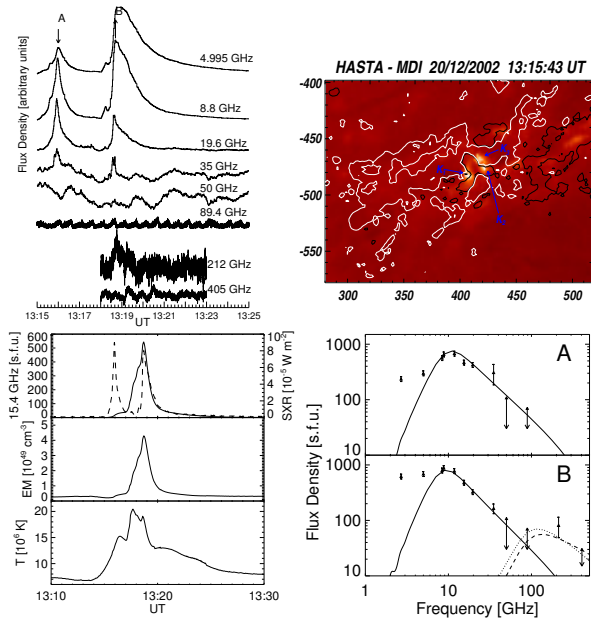 A
B
Flux Density [arbitrary units]
4.995 GHz
8.8 GHz
19.6 GHz
35 GHz
50 GHz
89.4 GHz
212 GHz
405 GHz
13:15 13:17 13:19 13:21 13:23 13:25
UT
HASTA - MDI 20/12/2002 13:15:43 UT
-400
-450
-500
-550
300 350 400 450 500
15.4 GHz [s.f.u.]
600
500
400
300
200
100
0.00
10
8
6
4
2
0
SXR [10⁻⁵ W m²]
EM [10⁴⁹ cm⁻³]
5
4
3
2
1
0
T [10⁶ K]
20
15
10
13:10 13:20 13:30
UT
Flux Density [s.f.u.]
A
1000
100
B
1000
100
10
10 100
Frequency [GHz]